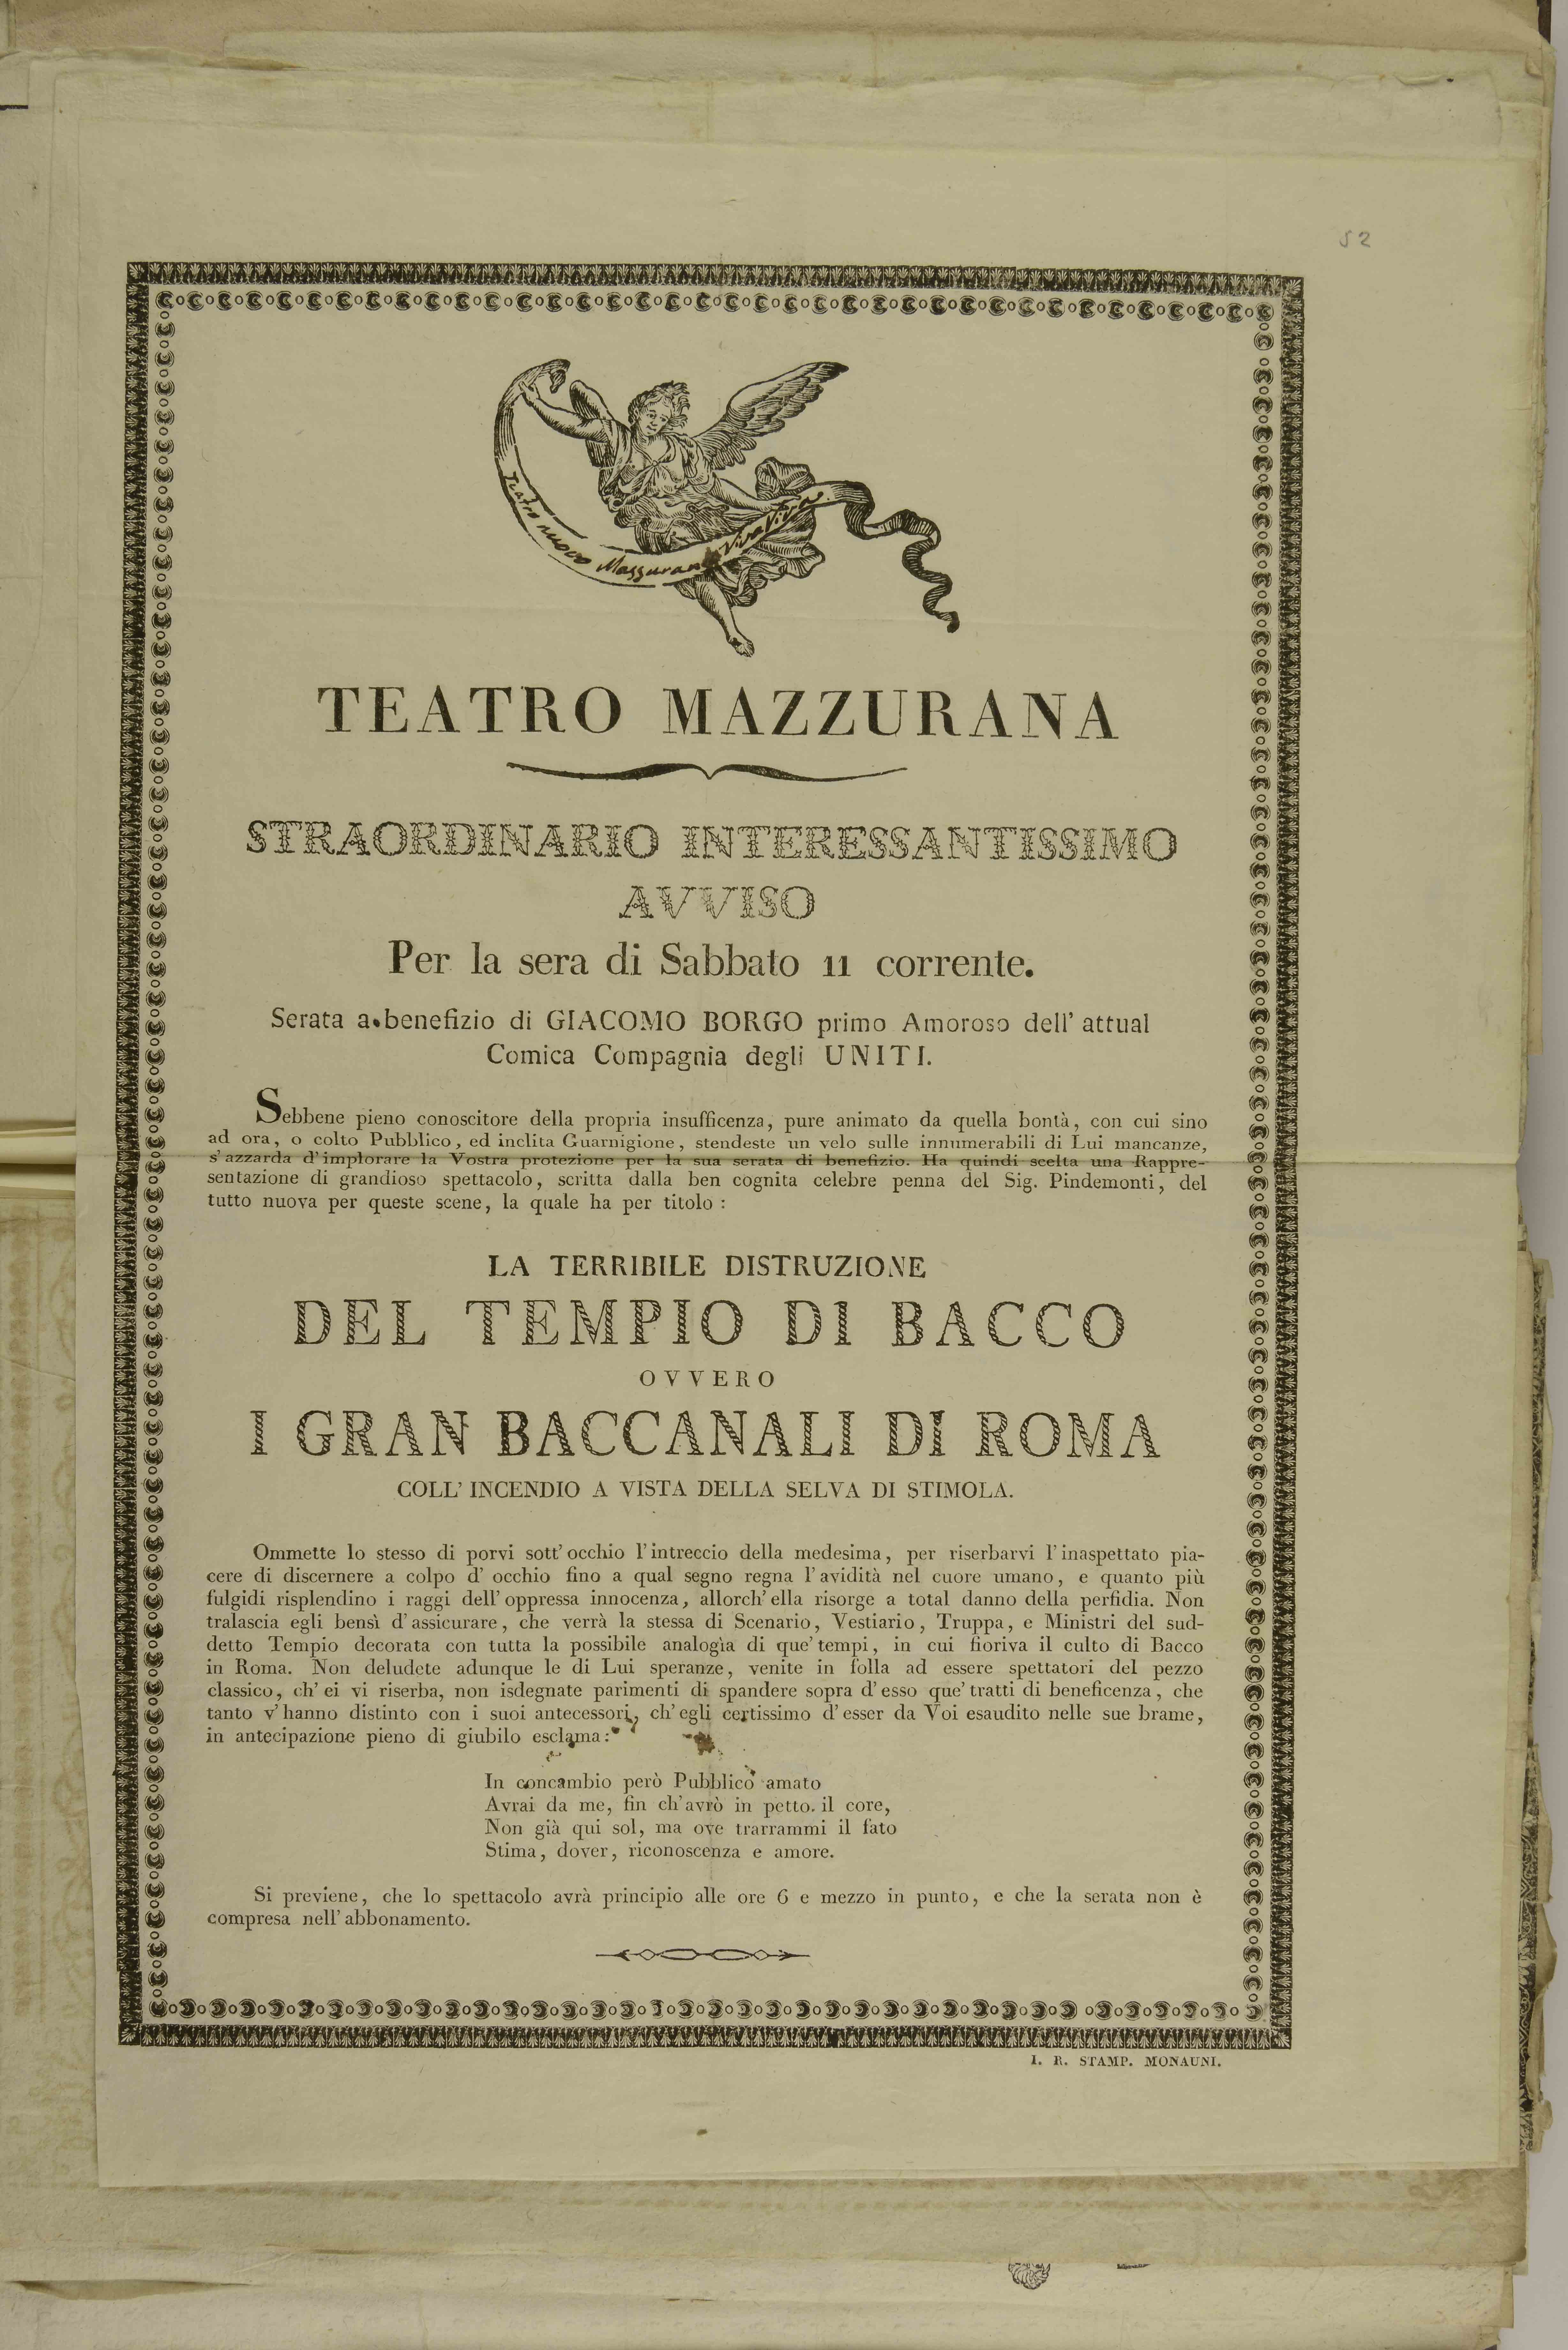 52
Teatro nuovo Mazzurana Viva Viva
TEATRO MAZZURANA
STRAORDINARIO INTERESSANTISSIMO
AVVISO
Per la sera di Sabbato 11 corrente.
Serata a benefizio di GIACOMO BORGO primo Amoroso dell' attual
Comica Compagnia degli UNITI.
Sebbene pieno conoscitore della propria insufficenza, pure animato da quella bontà, con cui sino
ad ora, o colto Pubblico, ed inclita Guarnigione, stendeste un velo sulle innumerabili di Lui mancanze,
s' azzarda d' implorare la Vostra protezione per la sua serata di benefizio. Ha quindi scelta una Rappre-
sentazione di grandioso spettacolo, scritta dalla ben cognita celebre penna del Sig. Pindemonti, del
tutto nuova per queste scene, la quale ha per titolo:
LA TERRIBILE DISTRUZIONE
DEL TEMPIO DI BACCO
OVVERO
I GRAN BACCANALI DI ROMA
COLL' INCENDIO A VISTA DELLA SELVA DI STIMOLA.
Ommette lo stesso di porvi sott' occhio l' intreccio della medesima, per riserbarvi l' inaspettato pia-
cere di discernere a colpo d' occhio fino a qual segno regna l' avidità nel cuore umano, e quanto più
fulgidi risplendino i raggi dell' oppressa innocenza, allorch' ella risorge a total danno della perfidia. Non
tralascia egli bensì d' assicurare, che verrà la stessa di Scenario, Vestiario, Truppa, e Ministri del sud-
detto Tempio decorata con tutta la possibile analogìa di que' tempi, in cui fioriva il culto di Bacco
in Roma. Non deludete adunque le di Lui speranze, venite in folla ad essere spettatori del pezzo
classico, ch' ei vi riserba, non isdegnate parimenti di spandere sopra d' esso que' tratti di beneficenza, che
tanto v' hanno distinto con i suoi antecessori, ch' egli certissimo d' esser da Voi esaudito nelle sue brame,
in antecipazione pieno di giubilo esclama:
In concambio però Pubblico amato
Avrai da me, fin ch' avrò in petto il core,
Non già qui sol, ma ove trarrammi il fato
Stima, dover, riconoscenza e amore.
Si previene, che lo spettacolo avrà principio alle ore 6 e mezzo in punto, e che la serata non è
compresa nell' abbonamento.
I. R. STAMP. MONAUNI.